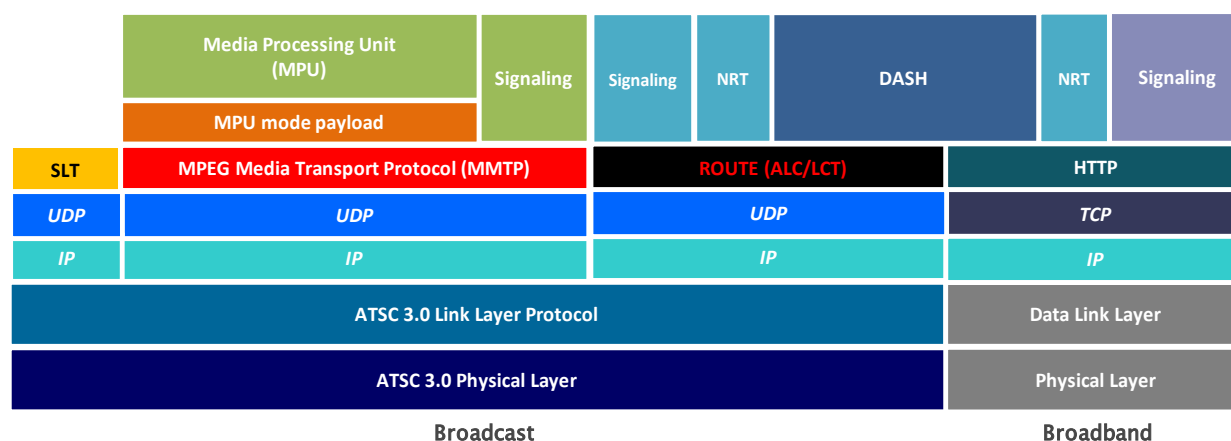 Media Processing Unit
(MPU)
Signaling
Signaling
NRT
DASH
NRT
Signaling
MPU mode payload
SLT
MPEG Media Transport Protocol (MMTP)
ROUTE (ALC/LCT)
HTTP
UDP
UDP
UDP
TCP
IP
IP
IP
IP
ATSC 3.0 Link Layer Protocol
Data Link Layer
ATSC 3.0 Physical Layer
Physical Layer
Broadcast
Broadband